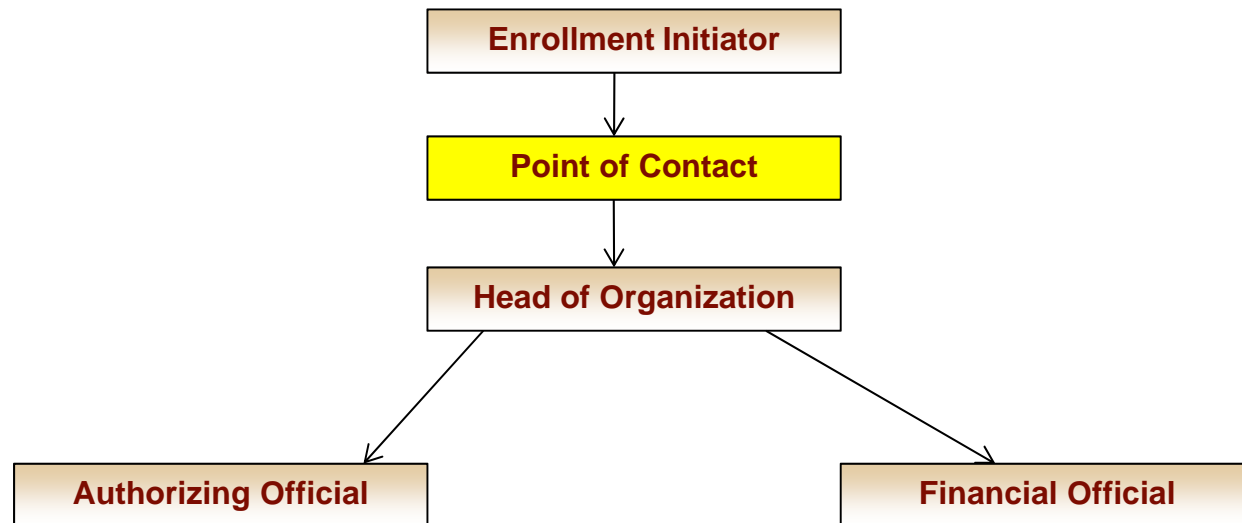 Enrollment Initiator
Point of Contact
Head of Organization
Authorizing Official
Financial Official